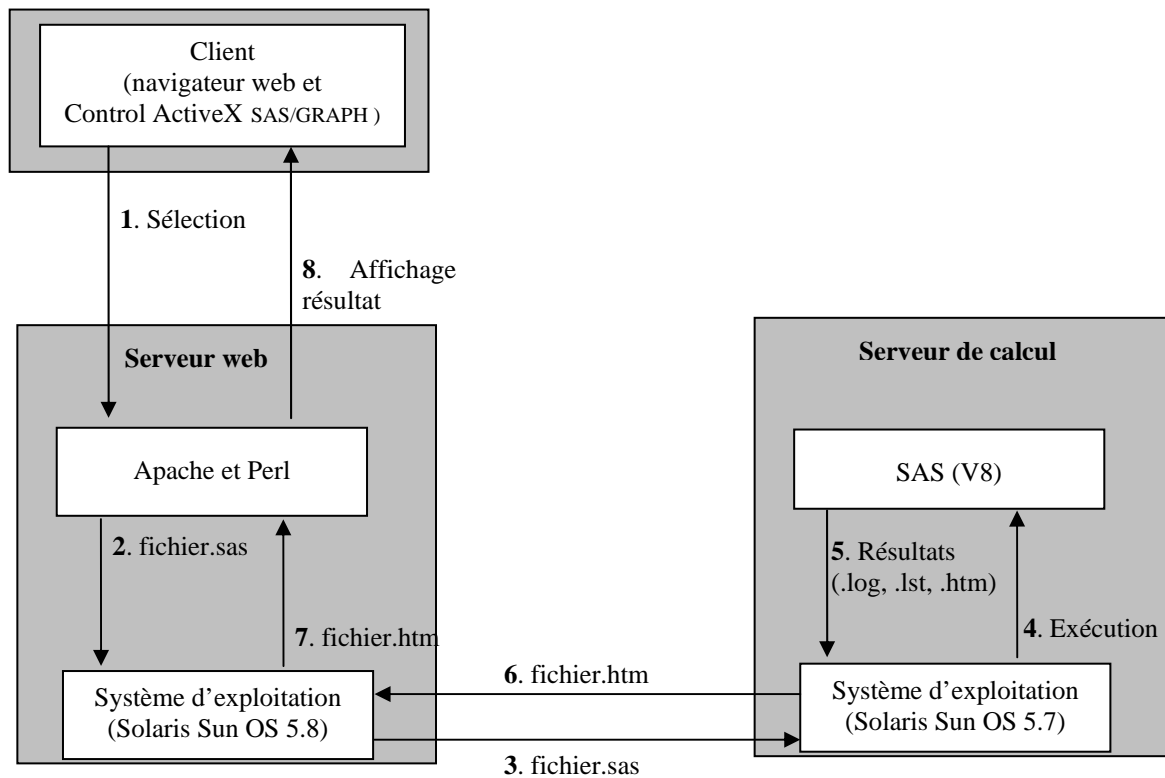 Client
(navigateur web et
Control ActiveX SAS/GRAPH )
1. Sélection
8. Affichage
résultat
Serveur web
Serveur de calcul
Apache et Perl
SAS (V8)
2. fichier.sas
5. Résultats
(.log, .lst, .htm)
7. fichier.htm
4. Exécution
6. fichier.htm
Système d’exploitation
(Solaris Sun OS 5.8)
Système d’exploitation
(Solaris Sun OS 5.7)
3. fichier.sas